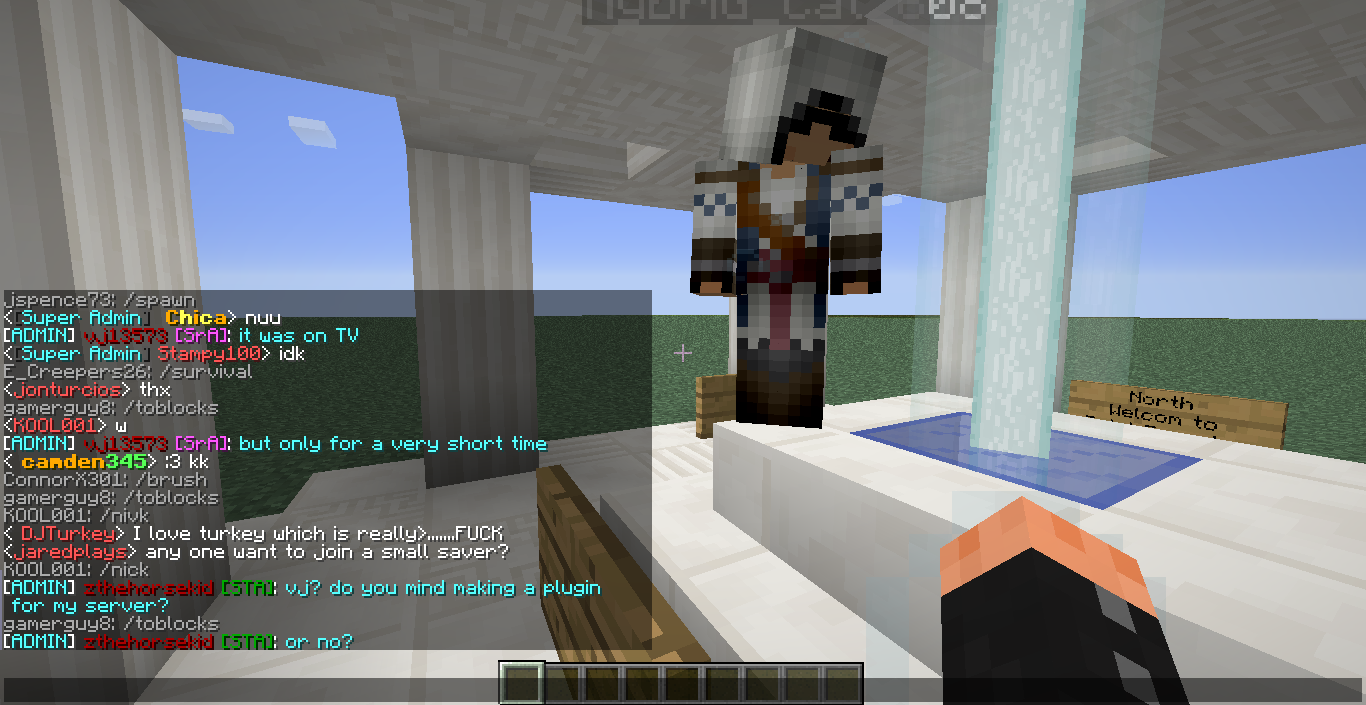 jspence73: /spawn
<[Super Admin] Chica> nuu
[ADMIN] vj13573 [SrA]: it was on TV
<[Super Admin] Stampy100> idk
E_Creepers26: /survival
<jonturcios> thx
gamerguy8: /toblocks
<KOOL001> w
[ADMIN] vj13573 [SrA]: but only for a very short time
< camden345> :3 kk
ConnorX301: /brush
gamerguy8: /toblocks
KOOL001: /nivk
< DJTurkey> I love turkey which is really>......FUCK
<jaredplays> any one want to join a small saver?
KOOL001: /nick
[ADMIN] zthehorsekid [STA]: vj? do you mind making a plugin
for my server?
gamerguy8: /toblocks
[ADMIN] zthehorsekid [STA]: or no?
North
Welcom to